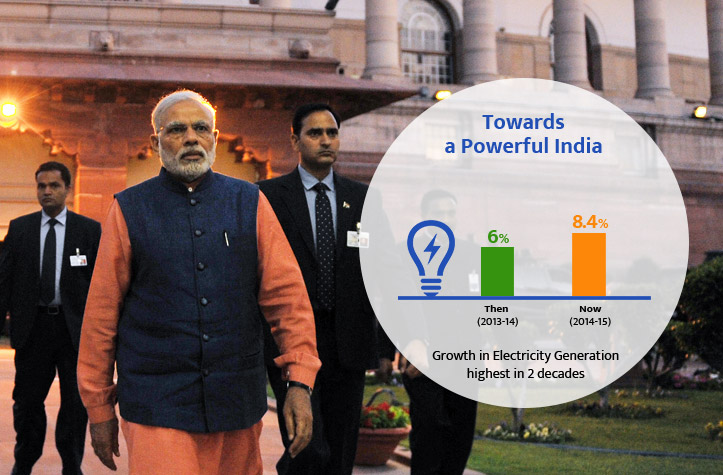 Towards
a Powerful India
6%
8.4%
Then
(2013-14)
Now
(2014-15)
Growth in Electricity Generation
highest in 2 decades